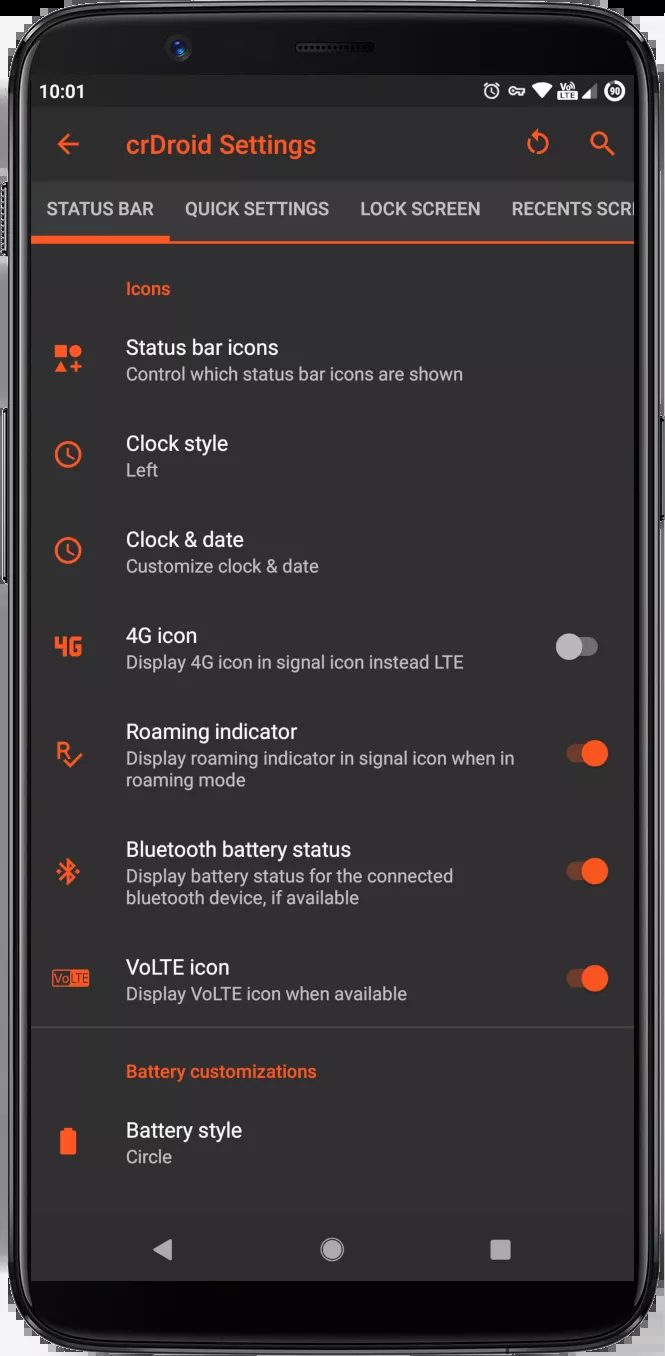 10:01 Vo) LTE 90
crDroid Settings
STATUS BAR QUICK SETTINGS LOCK SCREEN RECENTS SCR
Icons
Status bar icons
Control which status bar icons are shown
Clock style
Left
Clock & date
Customize clock & date
4G 4G icon
Display 4G icon in signal icon instead LTE
R Roaming indicator
Display roaming indicator in signal icon when in
roaming mode
Bluetooth battery status
Display battery status for the connected
bluetooth device, if available
VoLTE VoLTE icon
Display VoLTE icon when available
Battery customizations
Battery style
Circle